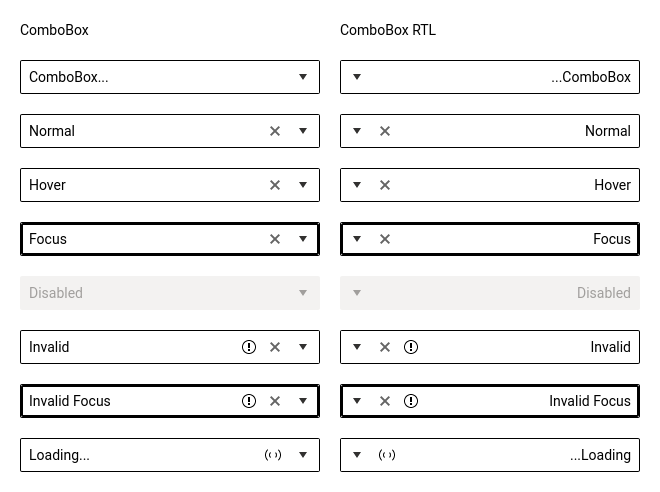 ComboBox
ComboBox...
Normal
Hover
Focus
Disabled
Invalid
Invalid Focus
Loading...
ComboBox RTL
...ComboBox
Normal
Hover
Focus
Disabled
Invalid
Invalid Focus
...Loading